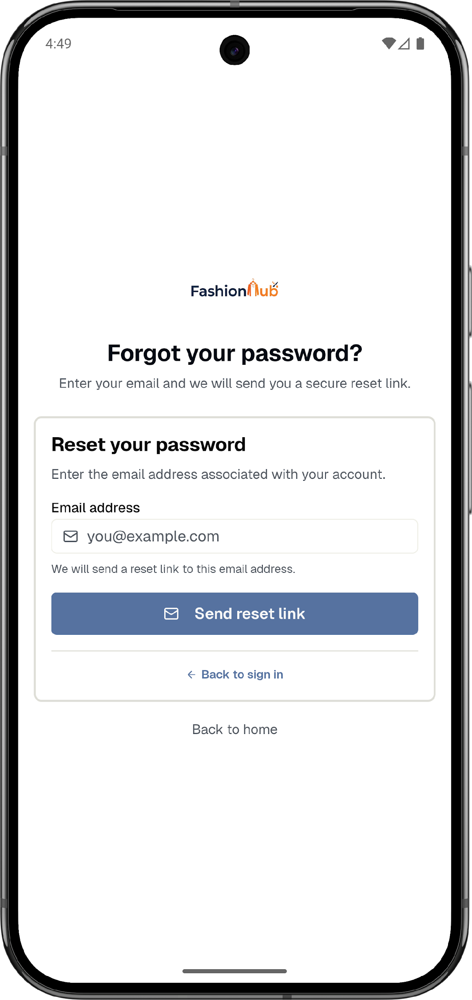 4:49
FashionHub
Forgot your password?
Enter your email and we will send you a secure reset link.
Reset your password
Enter the email address associated with your account.
Email address
you@example.com
We will send a reset link to this email address.
Send reset link
← Back to sign in
Back to home